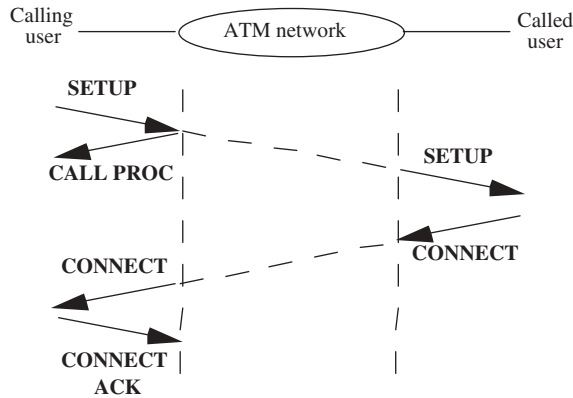 Calling
user
ATM network
Called
user
SETUP
CALL PROC
SETUP
CONNECT
CONNECT
CONNECT
ACK